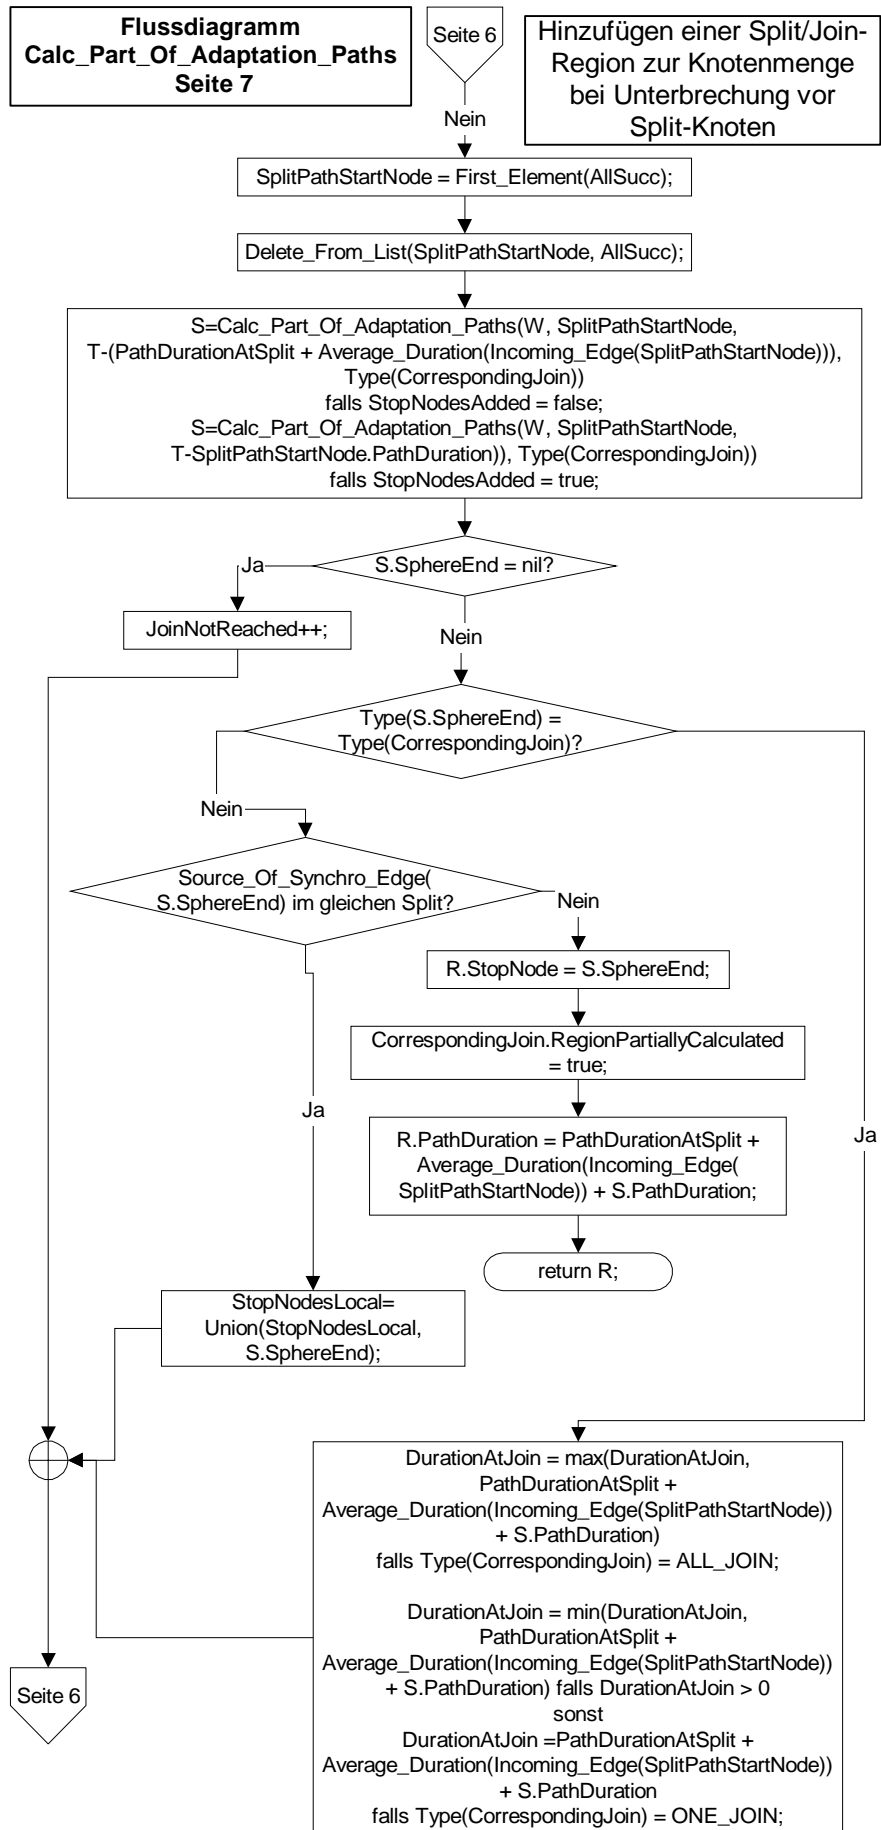 Flussdiagramm
Calc_Part_Of_Adaptation_Paths
Seite 7
Seite 6
Hinzufügen einer Split/Join-
Region zur Knotenmenge
bei Unterbrechung vor
Split-Knoten
Nein
SplitPathStartNode = First_Element(AllSucc);
Delete_From_List(SplitPathStartNode, AllSucc);
S=Calc_Part_Of_Adaptation_Paths(W, SplitPathStartNode,
T-(PathDurationAtSplit + Average_Duration(Incoming_Edge(SplitPathStartNode))),
Type(CorrespondingJoin))
falls StopNodesAdded = false;
S=Calc_Part_Of_Adaptation_Paths(W, SplitPathStartNode,
T-SplitPathStartNode.PathDuration)), Type(CorrespondingJoin))
falls StopNodesAdded = true;
Ja
S.SphereEnd = nil?
JoinNotReached++;
Nein
Type(S.SphereEnd) =
Type(CorrespondingJoin)?
Nein
Source_Of_Synchro_Edge(
S.SphereEnd) im gleichen Split?
Nein
R.StopNode = S.SphereEnd;
CorrespondingJoin.RegionPartiallyCalculated
= true;
Ja
Ja
R.PathDuration = PathDurationAtSplit +
Average_Duration(Incoming_Edge(
SplitPathStartNode)) + S.PathDuration;
return R;
StopNodesLocal=
Union(StopNodesLocal,
S.SphereEnd);
DurationAtJoin = max(DurationAtJoin,
PathDurationAtSplit +
Average_Duration(Incoming_Edge(SplitPathStartNode))
+ S.PathDuration)
falls Type(CorrespondingJoin) = ALL_JOIN;
DurationAtJoin = min(DurationAtJoin,
PathDurationAtSplit +
Average_Duration(Incoming_Edge(SplitPathStartNode))
+ S.PathDuration) falls DurationAtJoin > 0
sonst
DurationAtJoin =PathDurationAtSplit +
Average_Duration(Incoming_Edge(SplitPathStartNode))
+ S.PathDuration
falls Type(CorrespondingJoin) = ONE_JOIN;
Seite 6